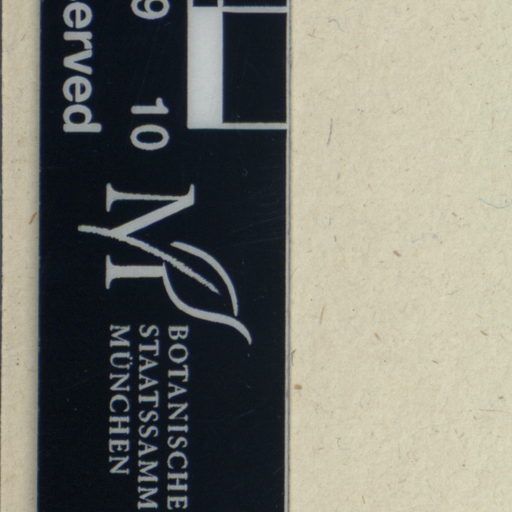 erved
9 10
BOTANISCHE
STAATSSAMM
MÜNCHEN